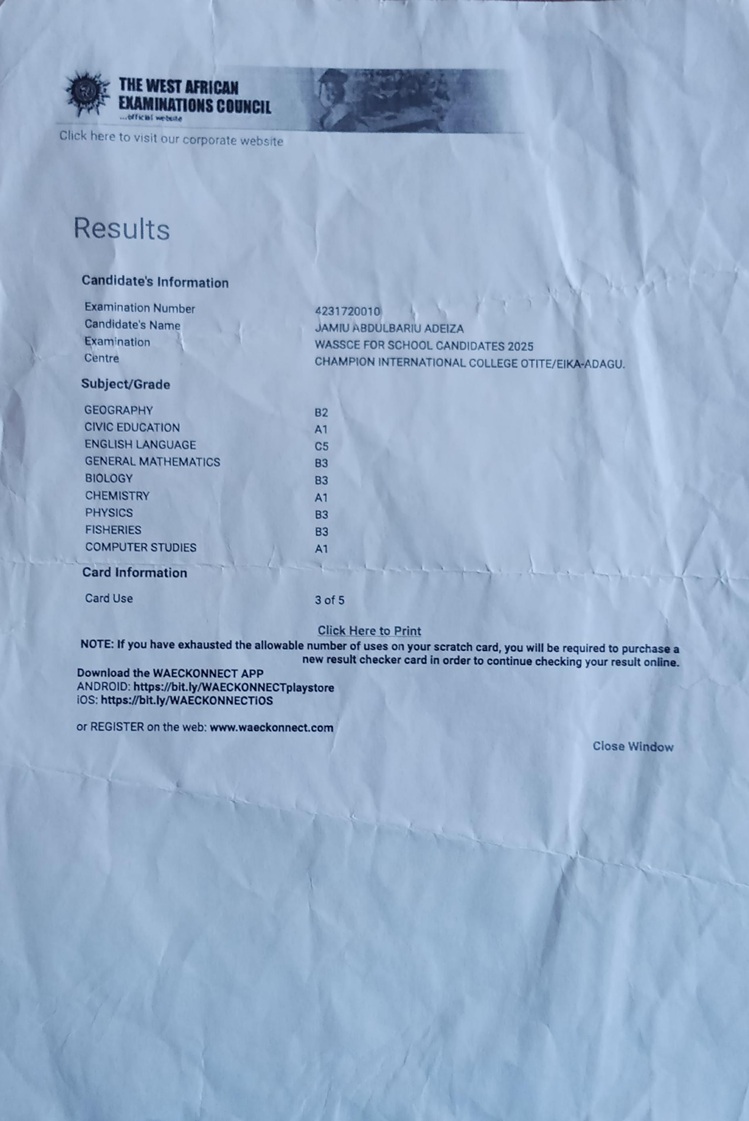 THE WEST AFRICAN
EXAMINATIONS COUNCIL
...official website
Click here to visit our corporate website
Results
Candidate's Information
Examination Number 4231720010
Candidate's Name JAMIU ABDULBARIU ADEIZA
Examination WASSCE FOR SCHOOL CANDIDATES 2025
Centre CHAMPION INTERNATIONAL COLLEGE OTITE/EIKA-ADAGU.
Subject/Grade
GEOGRAPHY B2
CIVIC EDUCATION A1
ENGLISH LANGUAGE C5
GENERAL MATHEMATICS B3
BIOLOGY B3
CHEMISTRY A1
PHYSICS B3
FISHERIES B3
COMPUTER STUDIES A1
Card Information
Card Use 3 of 5
Click Here to Print
NOTE: If you have exhausted the allowable number of uses on your scratch card, you will be required to purchase a
new result checker card in order to continue checking your result online.
Download the WAECKONNECT APP
ANDROID: https://bit.ly/WAECKONNECTplaystore
iOS: https://bit.ly/WAECKONNECTiOS
or REGISTER on the web: www.waeckonnect.com
Close Window